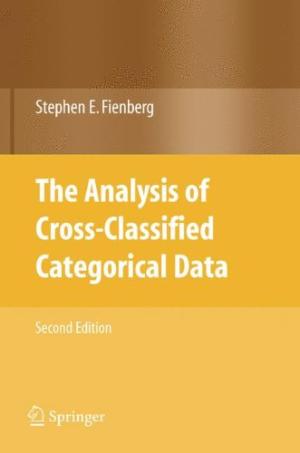 Stephen E. Fienberg
The Analysis of
Cross-Classified
Categorical Data
Second Edition
Springer